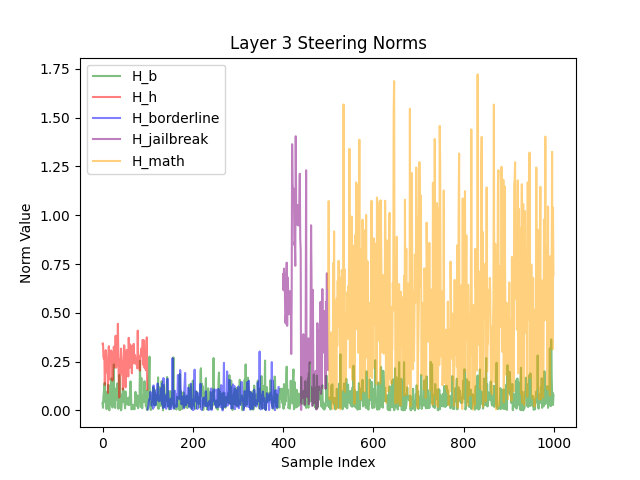 Layer 3 Steering Norms
H_b
H_h
H_borderline
H_jailbreak
H_math
Norm Value
1.75
1.50
1.25
1.00
0.75
0.50
0.25
0.00
0
200
400
600
800
1000
Sample Index